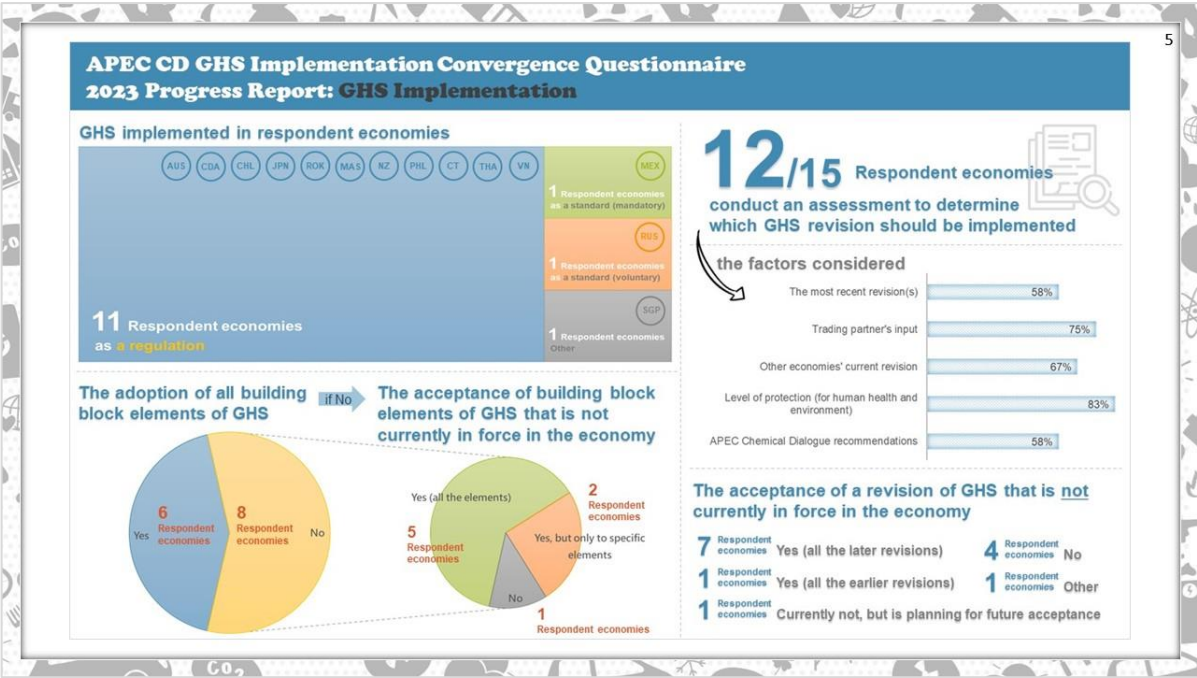 5
APEC CD GHS Implementation Convergence Questionnaire
2023 Progress Report: GHS Implementation
GHS implemented in respondent economies
AUS CDA CHL JPN ROK MAS NZ PHL CT THA VN
11 Respondent economies
as a regulation
MEX
1 Respondent economies
as a standard (mandatory)
RUS
1 Respondent economies
as a standard (voluntary)
SGP
1 Respondent economies
Other
12/15 Respondent economies
conduct an assessment to determine
which GHS revision should be implemented
the factors considered
The most recent revision(s) 58%
Trading partner's input 75%
Other economies' current revision 67%
Level of protection (for human health and
environment) 83%
APEC Chemical Dialogue recommendations 58%
The adoption of all building
block elements of GHS
if No
The acceptance of building block
elements of GHS that is not
currently in force in the economy
Yes
6
Respondent
economies
8
Respondent
economies
No
Yes (all the elements)
5
Respondent
economies
2
Respondent
economies
Yes, but only to specific
elements
No
1
Respondent economies
The acceptance of a revision of GHS that is not
currently in force in the economy
7 Respondent economies Yes (all the later revisions)
4 Respondent economies No
1 Respondent economies Yes (all the earlier revisions)
1 Respondent economies Other
1 Respondent economies Currently not, but is planning for future acceptance
Co₂